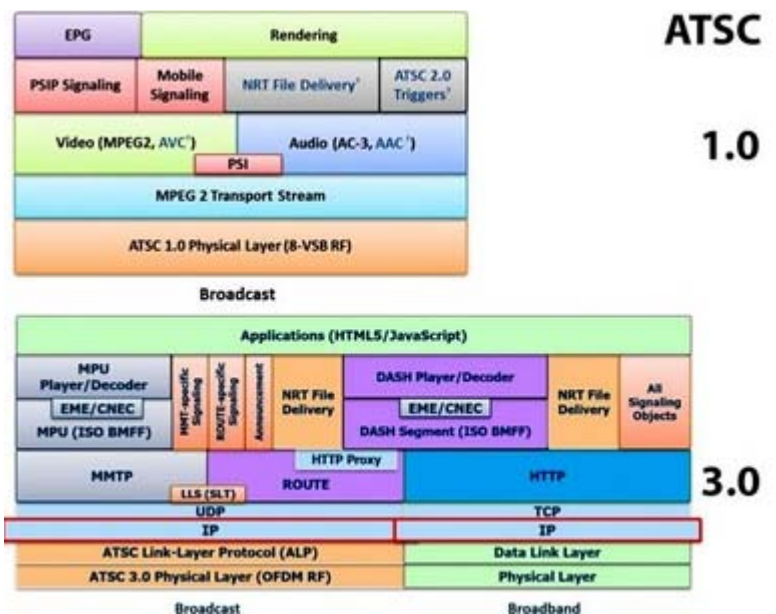 ATSC
EPG
Rendering
PSIP Signaling
Mobile
Signaling
NRT File Delivery
ATSC 2.0
Triggers
Video (MPEG2, AVC)
Audio (AC-3, AAC)
1.0
PSI
MPEG 2 Transport Stream
ATSC 1.0 Physical Layer (8-VSB RF)
Broadcast
Applications (HTML5/JavaScript)
MPU
Player/Decoder
EME/CNEC
MPU (ISO BMFF)
MMT-specific
Signaling
ROUTE-specific
Signaling
Announcement
NRT File
Delivery
DASH Player/Decoder
EME/CNEC
DASH Segment (ISO BMFF)
NRT File
Delivery
All
Signaling
Objects
HTTP Proxy
MMTP
ROUTE
HTTP
3.0
LLS (SLT)
UDP
TCP
IP
IP
ATSC Link-Layer Protocol (ALP)
Data Link Layer
ATSC 3.0 Physical Layer (OFDM RF)
Physical Layer
Broadcast
Broadband